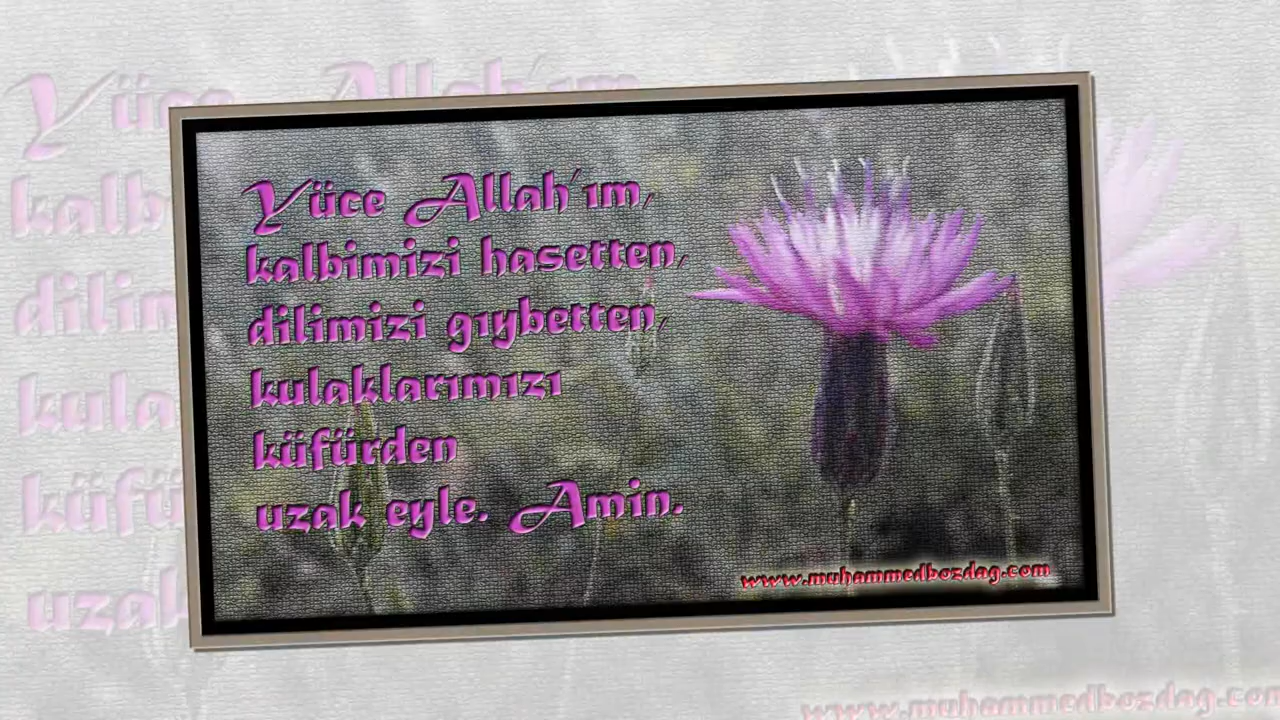 Yüce Allah'ım,
kalbimizi hasetten,
dilimizi gıybetten,
kulaklarımızı
küfürden
uzak eyle. Amin.
www.muhammedbozdag.com